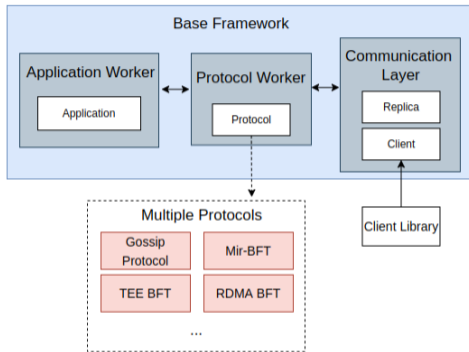 Base Framework
Application Worker
Application
Protocol Worker
Protocol
Communication
Layer
Replica
Client
Client Library
Multiple Protocols
Gossip
Protocol
Mir-BFT
TEE BFT
RDMA BFT
...